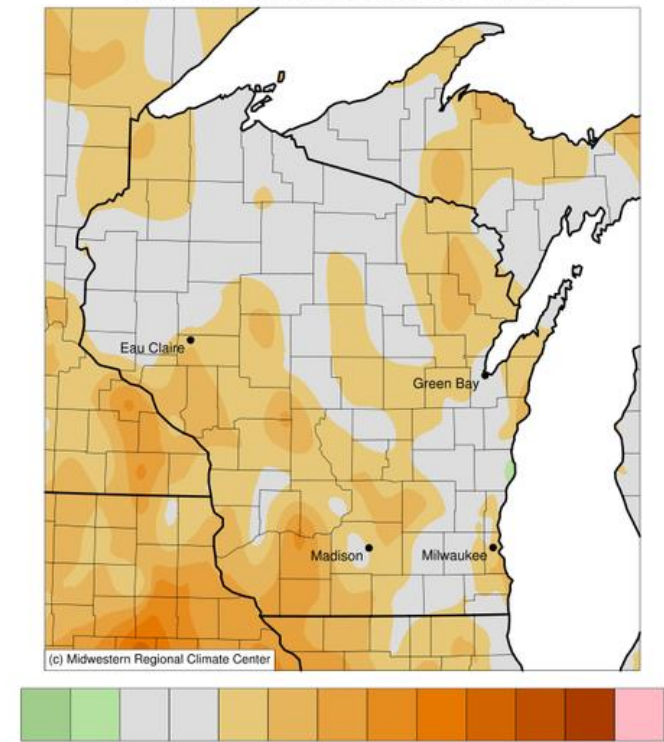 Eau Claire
Green Bay
Madison
Milwaukee
(c) Midwestern Regional Climate Center